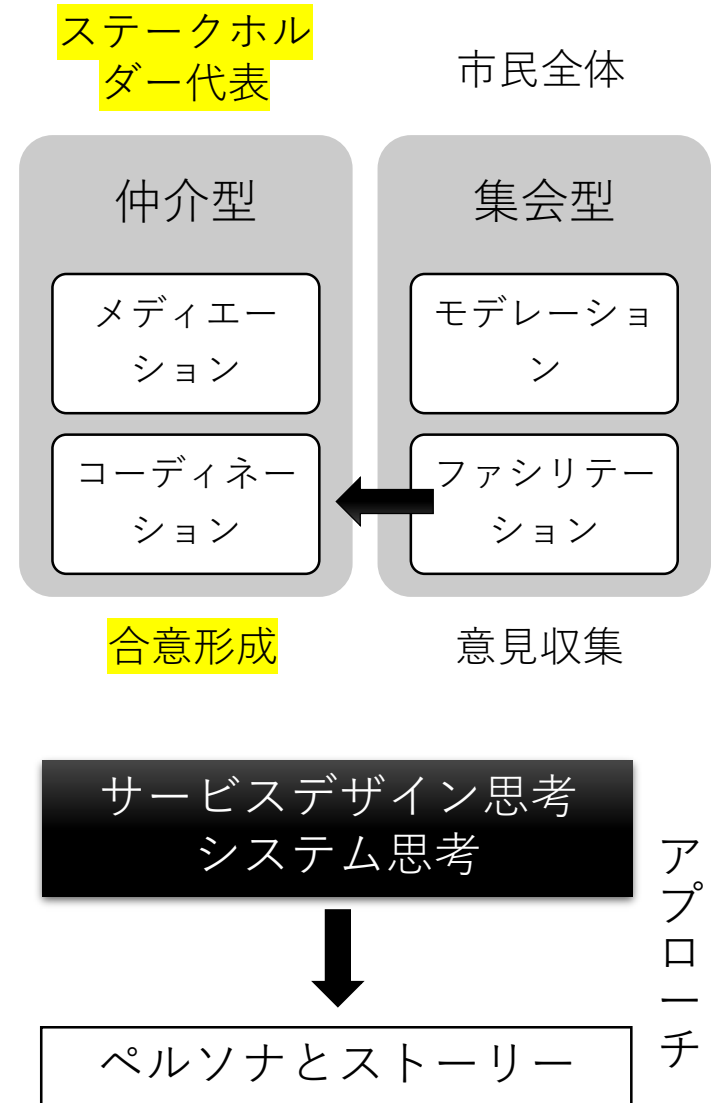 ステークホル
ダー代表
市民全体
仲介型
集会型
メディエー
ション
モデレーショ
ン
コーディネー
ション
ファシリテー
ション
合意形成
意見収集
サービスデザイン思考
システム思考
アプローチ
ペルソナとストーリー